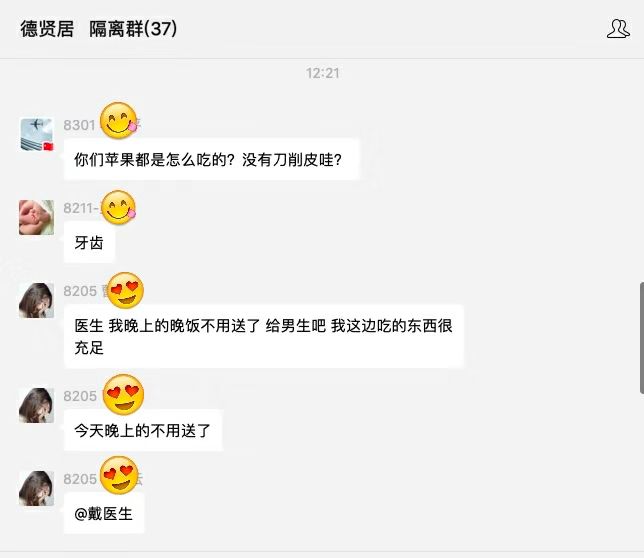 德贤居 隔离群(37)
12:21
8301
你们苹果都是怎么吃的？没有刀削皮哇？
8211-
牙齿
8205
医生 我晚上的晚饭不用送了 给男生吧 我这边吃的东西很
充足
8205
今天晚上的不用送了
8205
@戴医生